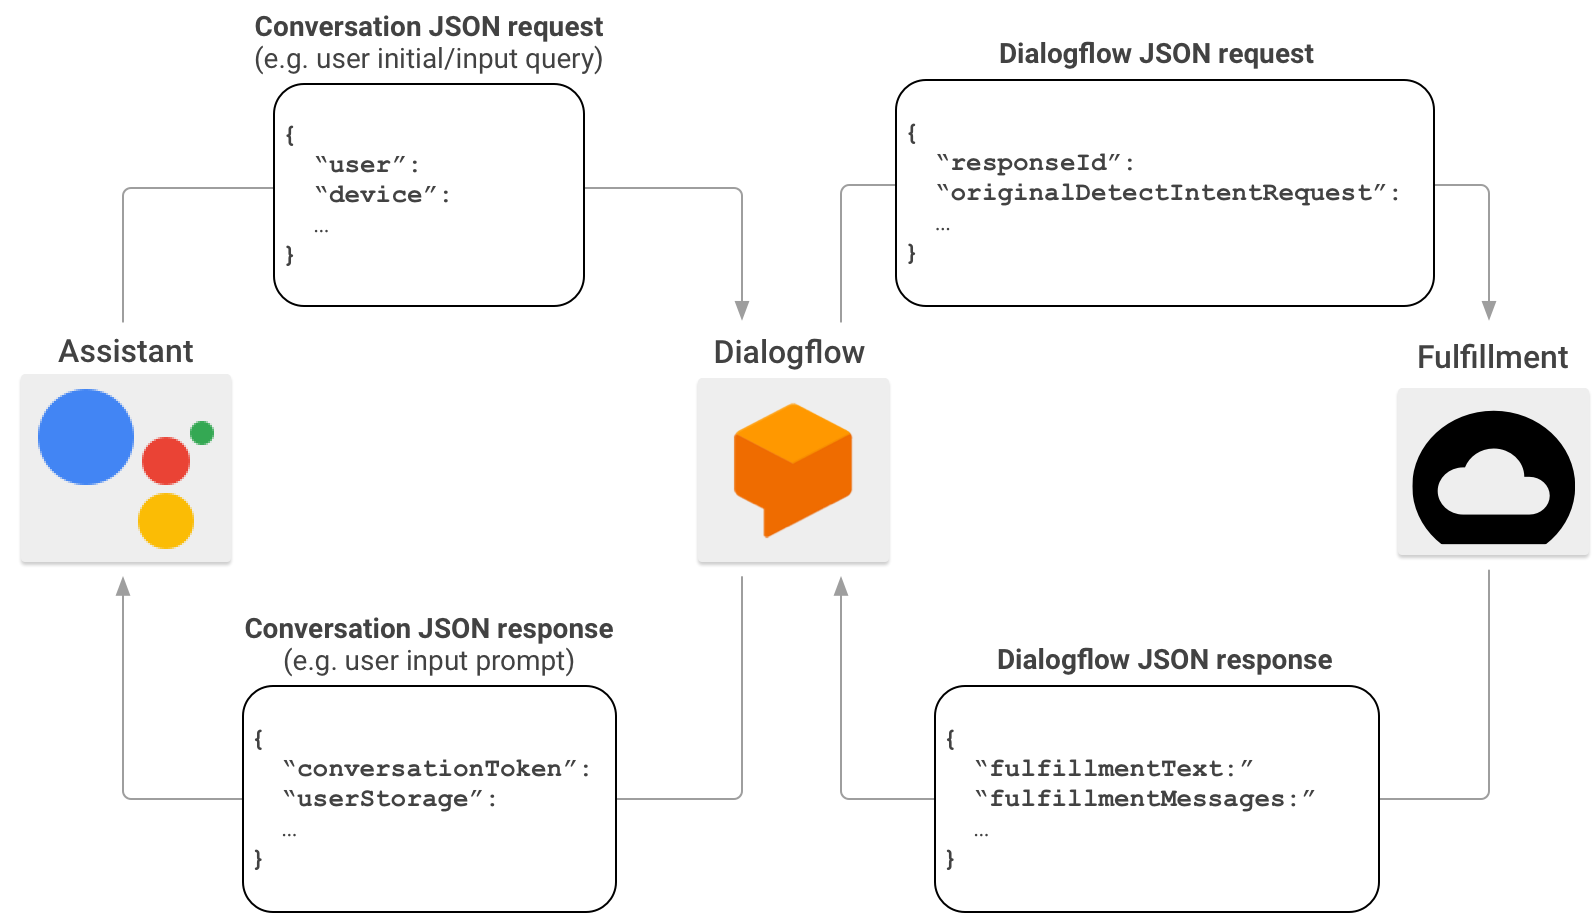 Conversation JSON request
(e.g. user initial/input query)
{
“user”:
“device”:
...
}
Dialogflow JSON request
{
“responseId”:
“originalDetectIntentRequest”:
...
}
Assistant
Dialogflow
Fulfillment
Conversation JSON response
(e.g. user input prompt)
{
“conversationToken”:
“userStorage”:
...
}
Dialogflow JSON response
{
“fulfillmentText:”
“fulfillmentMessages:”
...
}